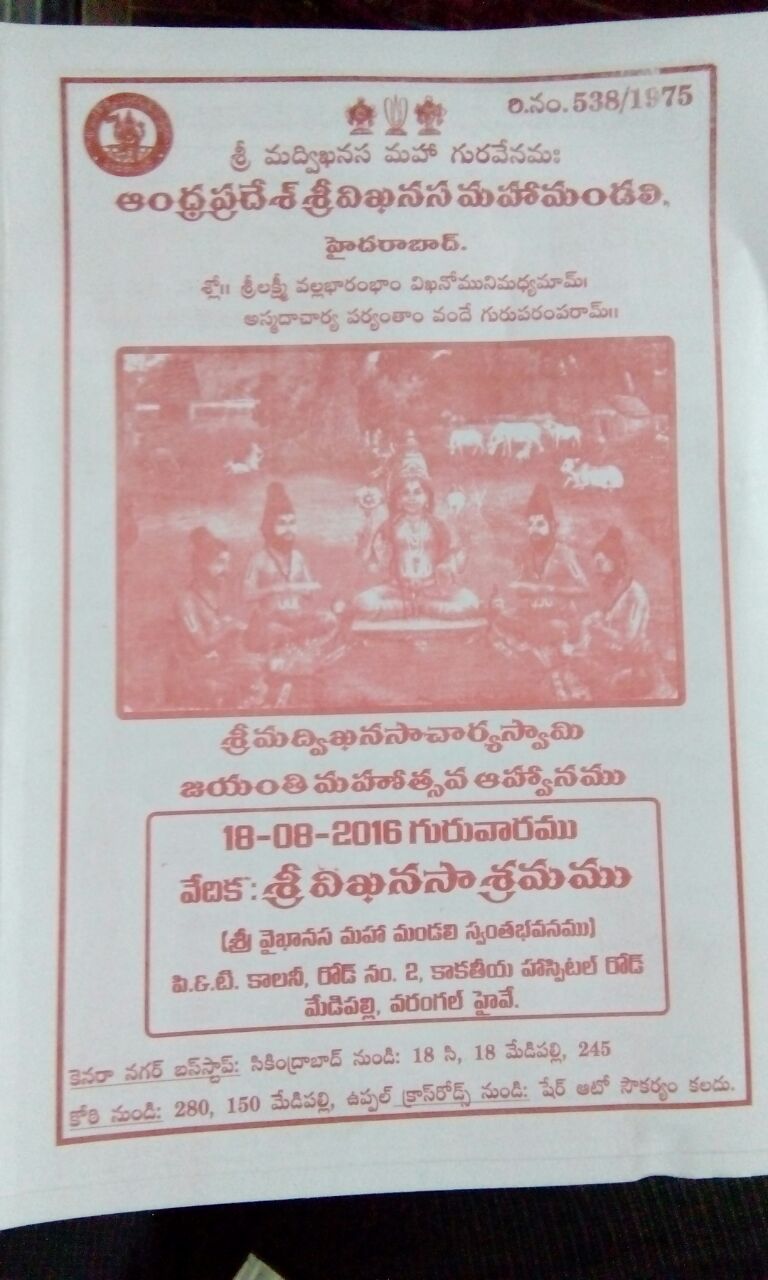 రి.నం. 538/1975
శ్రీ మద్విఖనస మహా గురవేనమః
ఆంధ్రప్రదేశ్ శ్రీ విఖనస మహామండలి,
హైదరాబాద్.
శ్లో॥ శ్రీలక్ష్మీ వల్లభారంభాం విఖనోమునిమధ్యమామ్।
అస్మదాచార్య పర్యంతాం వందే గురుపరంపరామ్॥
శ్రీమద్విఖనసాచార్యస్వామి
జయంతి మహోత్సవ ఆహ్వానము
18-08-2016 గురువారము
వేదిక : శ్రీ విఖనసాశ్రమము
(శ్రీ వైఖానస మహా మండలి స్వంతభవనము)
పి.&.టి. కాలనీ, రోడ్ నం. 2, కాకతీయ హాస్పిటల్ రోడ్
మేడిపల్లి, వరంగల్ హైవే.
కెనరా నగర్ బస్‌స్టాప్: సికింద్రాబాద్ నుండి: 18 సి, 18 మేడిపల్లి, 245
కోఠి నుండి: 280, 150 మేడిపల్లి, ఉప్పల్ క్రాస్‌రోడ్స్ నుండి: షేర్ ఆటో సౌకర్యం కలదు.